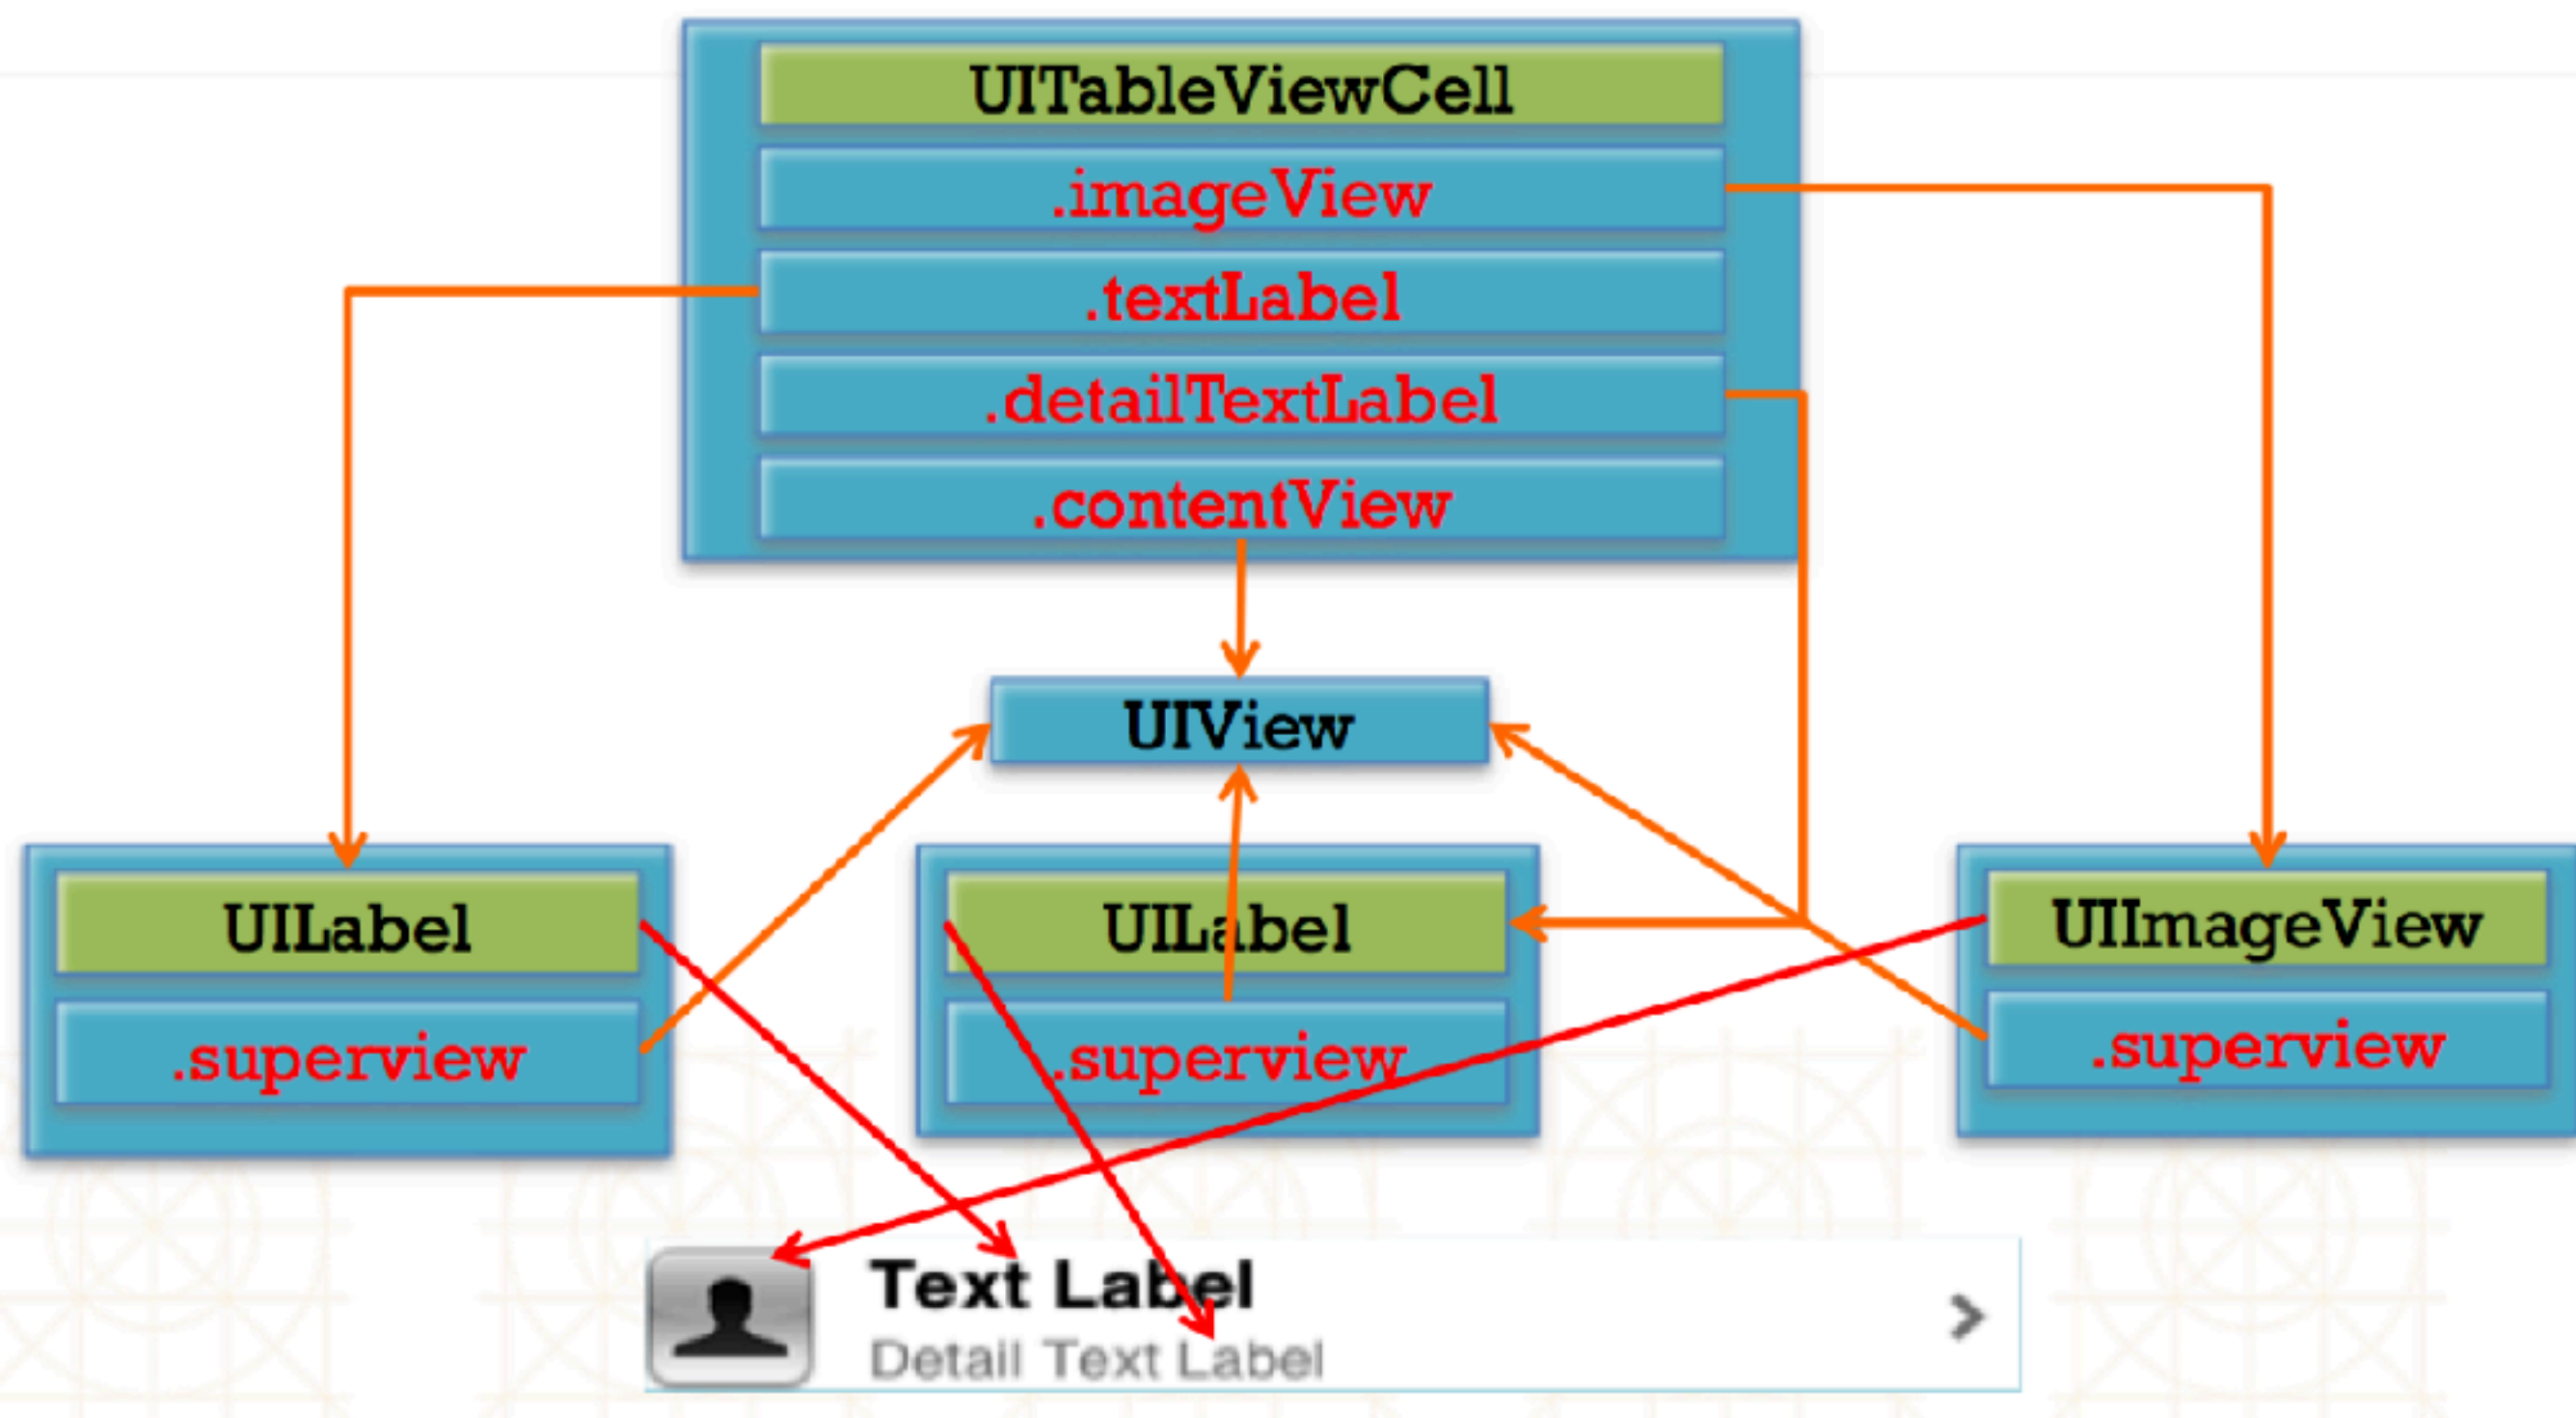 UITableViewCell
.imageView
.textLabel
.detailTextLabel
.contentView
UIView
UILabel
.superview
UILabel
.superview
UIImageView
.superview
Text Label
Detail Text Label